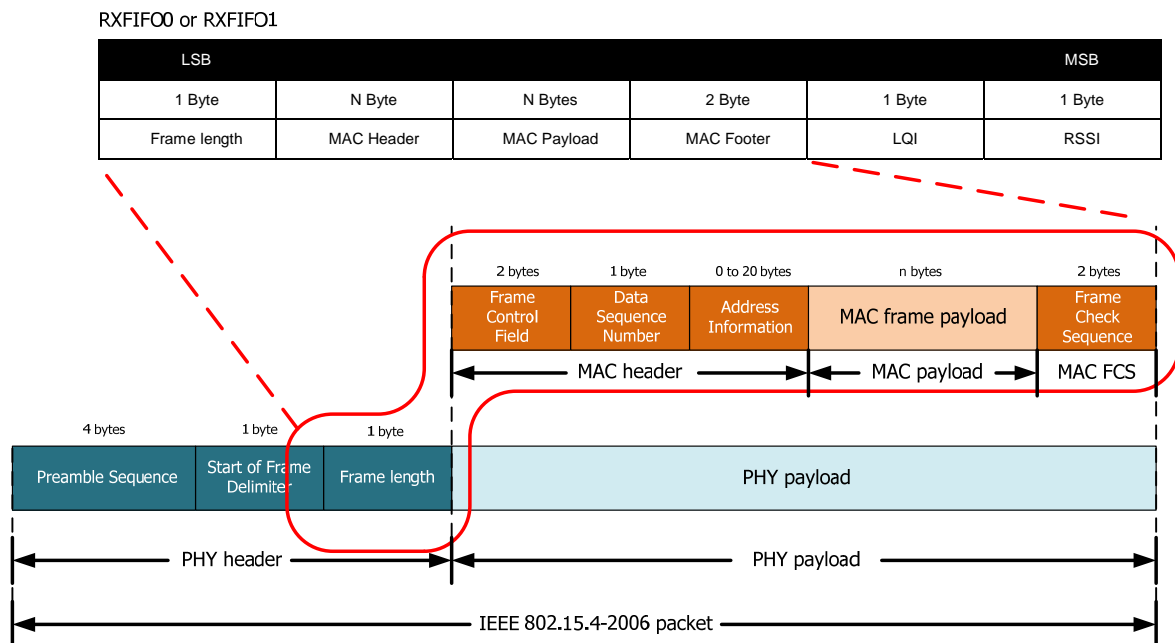 RXFIFO0 or RXFIFO1
LSB MSB
1 Byte N Byte N Bytes 2 Byte 1 Byte 1 Byte
Frame length MAC Header MAC Payload MAC Footer LQI RSSI
2 bytes 1 byte 0 to 20 bytes n bytes 2 bytes
Frame Control Field
Data Sequence Number
Address Information
MAC frame payload
Frame Check Sequence
MAC header MAC payload MAC FCS
4 bytes 1 byte 1 byte
Preamble Sequence
Start of Frame Delimiter
Frame length
PHY payload
PHY header PHY payload
IEEE 802.15.4-2006 packet